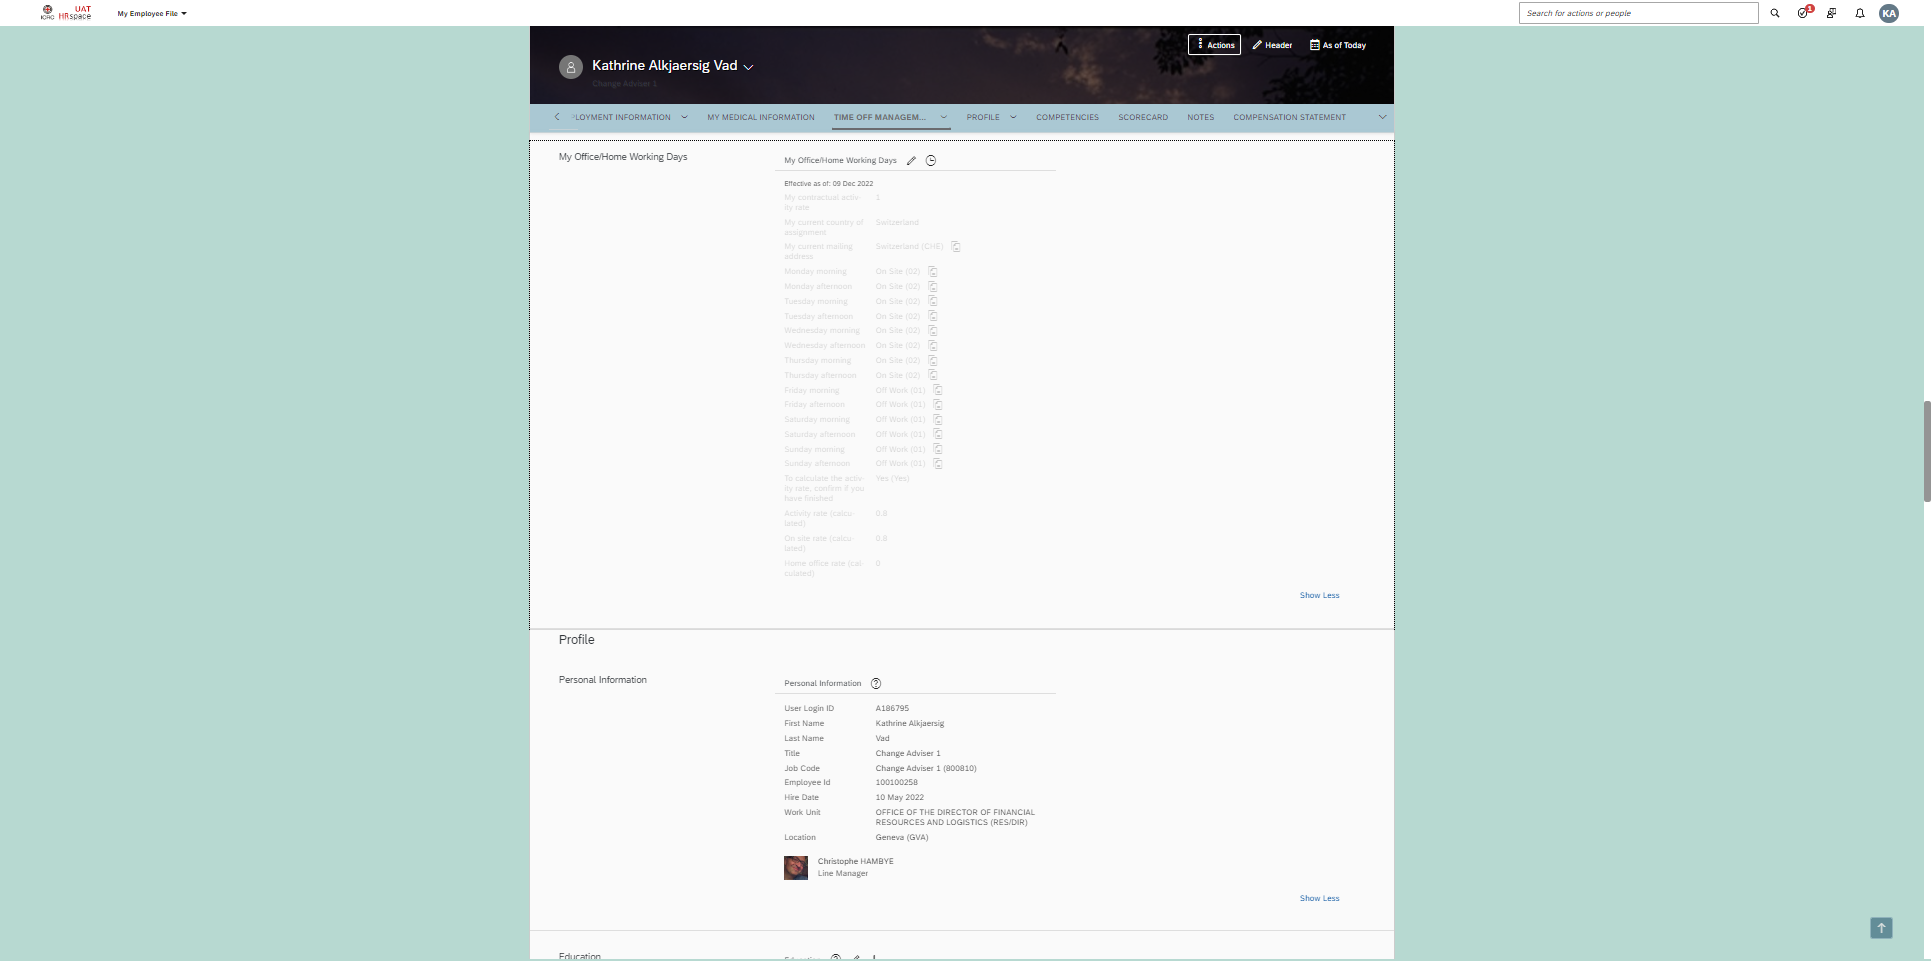 ICRC UAT HRspace
My Employee File
Search for actions or people
1
KA
Actions
Header
As of Today
Kathrine Alkjaersig Vad
Change Adviser 1
LOYMENT INFORMATION
MY MEDICAL INFORMATION
TIME OFF MANAGEM...
PROFILE
COMPETENCIES
SCORECARD
NOTES
COMPENSATION STATEMENT
My Office/Home Working Days
My Office/Home Working Days
Effective as of: 09 Dec 2022
My contractual activ-
ity rate
1
My current country of
assignment
Switzerland
My current mailing
address
Switzerland (CHE)
Monday morning On Site (02)
Monday afternoon On Site (02)
Tuesday morning On Site (02)
Tuesday afternoon On Site (02)
Wednesday morning On Site (02)
Wednesday afternoon On Site (02)
Thursday morning On Site (02)
Thursday afternoon On Site (02)
Friday morning Off Work (01)
Friday afternoon Off Work (01)
Saturday morning Off Work (01)
Saturday afternoon Off Work (01)
Sunday morning Off Work (01)
Sunday afternoon Off Work (01)
To calculate the activ-
ity rate, confirm if you
have finished
Yes (Yes)
Activity rate (calcu-
lated)
0.8
On site rate (calcu-
lated)
0.8
Home office rate (cal-
culated)
0
Show Less
Profile
Personal Information
Personal Information
User Login ID A186795
First Name Kathrine Alkjaersig
Last Name Vad
Title Change Adviser 1
Job Code Change Adviser 1 (800810)
Employee Id 100100258
Hire Date 10 May 2022
Work Unit OFFICE OF THE DIRECTOR OF FINANCIAL
RESOURCES AND LOGISTICS (RES/DIR)
Location Geneva (GVA)
Christophe HAMBYE
Line Manager
Show Less
Education